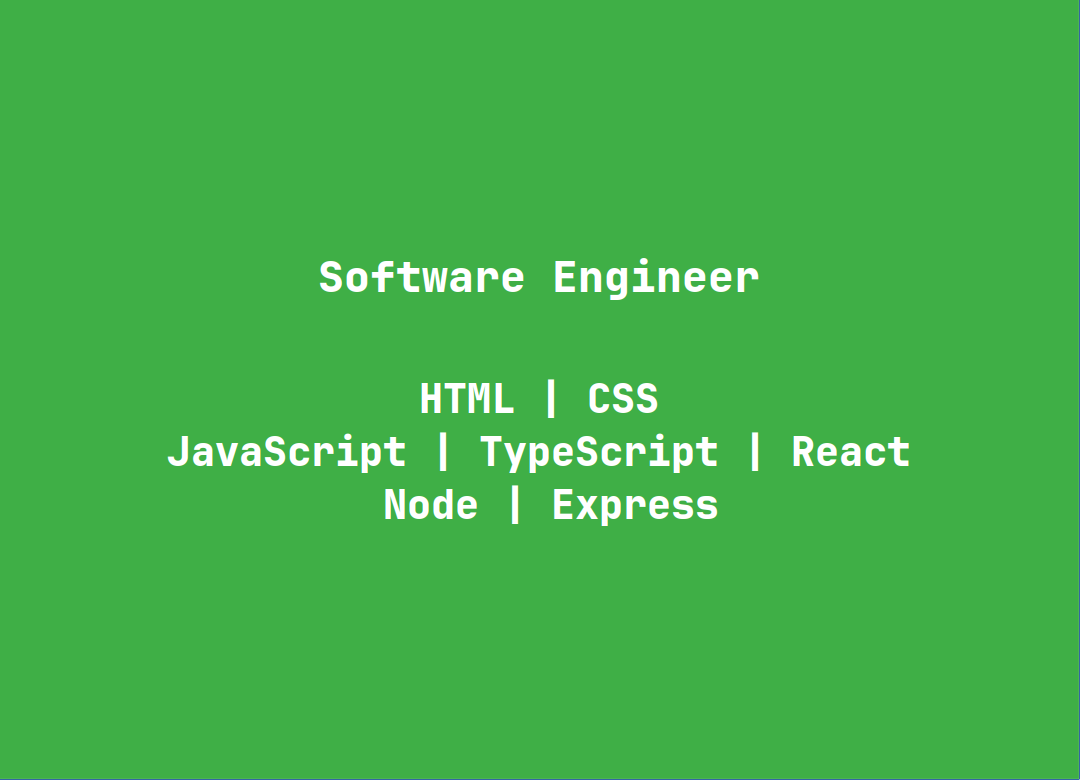 Software Engineer
HTML | CSS
JavaScript | TypeScript | React
Node | Express